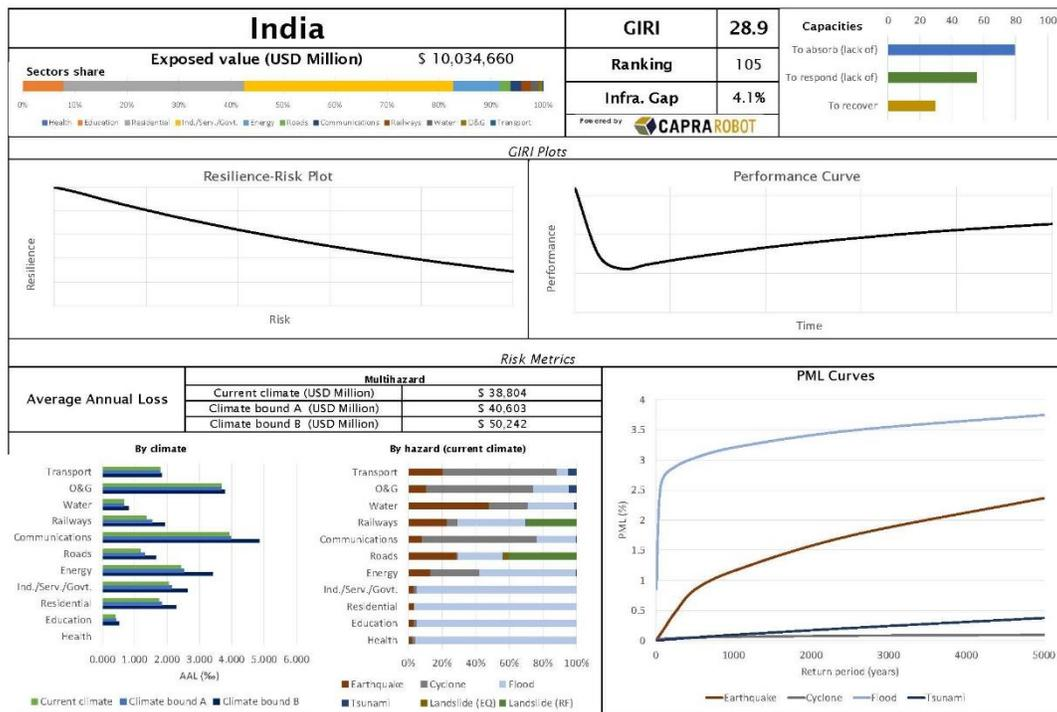 India
Exposed value (USD Million) $ 10,034,660
Sectors share
0% 10% 20% 30% 40% 50% 60% 70% 80% 90% 100%
Health Education Residential Ind./Serv./Govt. Energy Roads Communications Railways Water O&G Transport
GIRI 28.9
Ranking 105
Infra. Gap 4.1%
Powered by CAPRA ROBOT
Capacities
0 20 40 60 80 100
To absorb (lack of)
To respond (lack of)
To recover
GIRI Plots
Resilience-Risk Plot
Resilience
Risk
Performance Curve
Performance
Time
Risk Metrics
Average Annual Loss
Multihazard
Current climate (USD Million) $ 38,804
Climate bound A (USD Million) $ 40,603
Climate bound B (USD Million) $ 50,242
By climate
Transport
O&G
Water
Railways
Communications
Roads
Energy
Ind./Serv./Govt.
Residential
Education
Health
0.000 1.000 2.000 3.000 4.000 5.000 6.000
AAL (‰)
Current climate Climate bound A Climate bound B
By hazard (current climate)
Transport
O&G
Water
Railways
Communications
Roads
Energy
Ind./Serv./Govt.
Residential
Education
Health
0% 20% 40% 60% 80% 100%
Earthquake Cyclone Flood
Tsunami Landslide (EQ) Landslide (RF)
PML Curves
4
3.5
3
2.5
2
1.5
1
0.5
0
PML (%)
0 1000 2000 3000 4000 5000
Return period (years)
Earthquake Cyclone Flood Tsunami